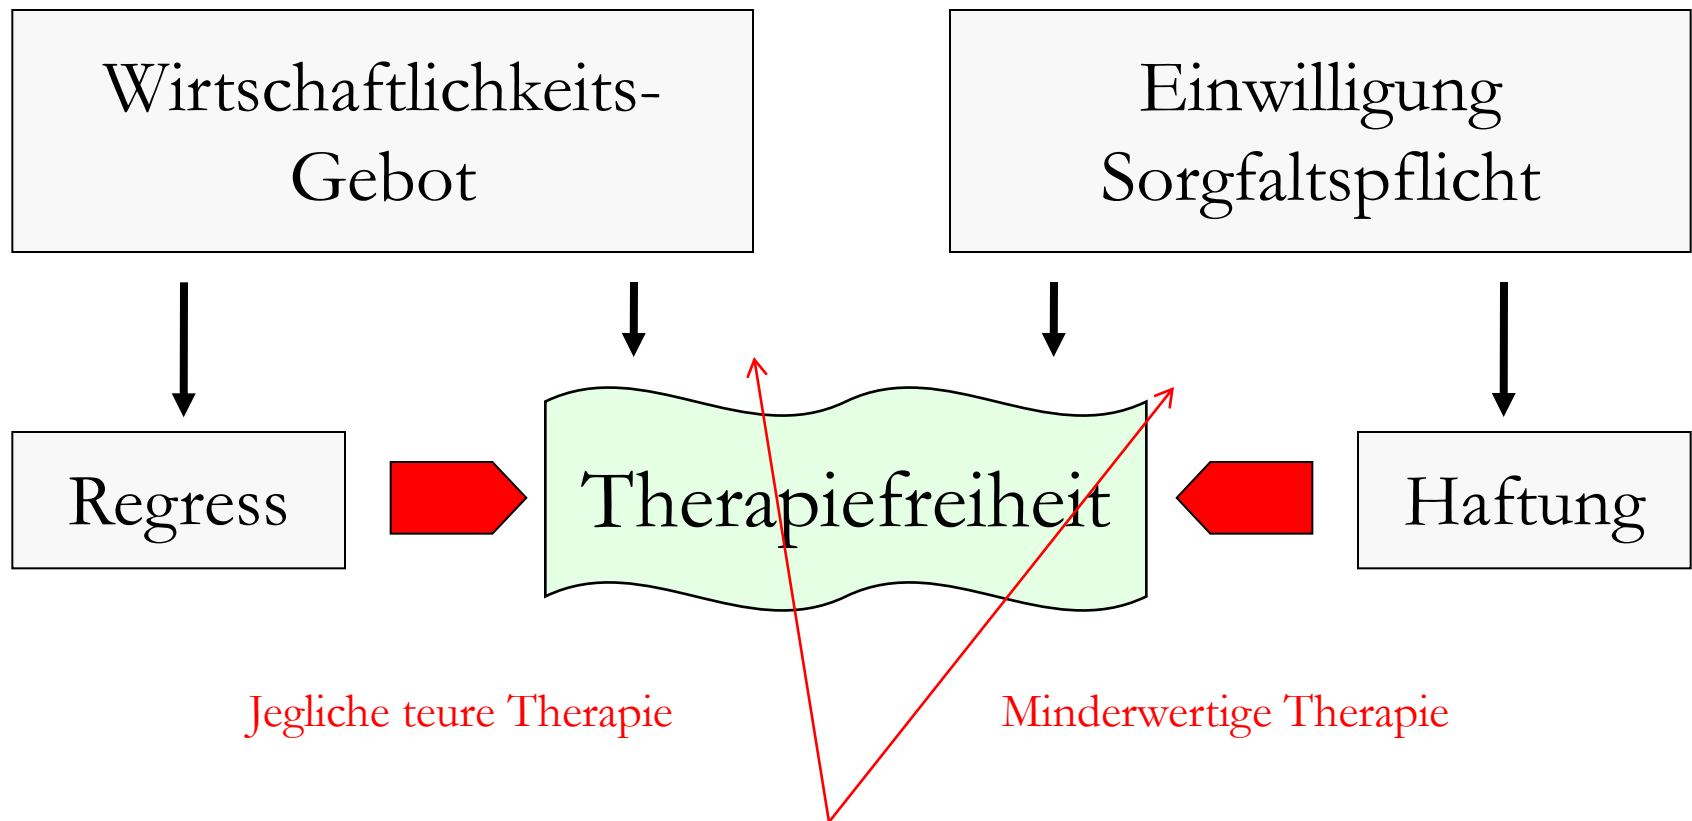 Wirtschaftlichkeits-
Gebot
Einwilligung
Sorgfaltspflicht
Regress
Therapiefreiheit
Haftung
Jegliche teure Therapie
Minderwertige Therapie